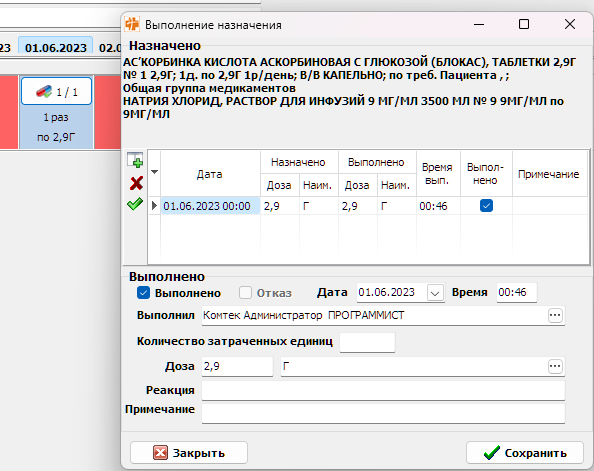 23
01.06.2023
02.0
1 / 1
1 раз
по 2,9Г
Выполнение назначения
Назначено
АС'КОРБИНКА КИСЛОТА АСКОРБИНОВАЯ С ГЛЮКОЗОЙ (БЛОКАС), ТАБЛЕТКИ 2,9Г
№ 1 2,9Г; 1д. по 2,9Г 1р/день; В/В КАПЕЛЬНО; по треб. Пациента , ;
Общая группа медикаментов
НАТРИЯ ХЛОРИД, РАСТВОР ДЛЯ ИНФУЗИЙ 9 МГ/МЛ 3500 МЛ № 9 9МГ/МЛ по
9МГ/МЛ
Дата Назначено Выполнено Время вып. Выпол-нено Примечание
Доза Наим. Доза Наим.
01.06.2023 00:00 2,9 Г 2,9 Г 00:46
Выполнено
Выполнено Отказ Дата 01.06.2023 Время 00:46
Выполнил Комтек Администратор ПРОГРАММИСТ ...
Количество затраченных единиц
Доза 2,9 Г ...
Реакция
Примечание
Закрыть Сохранить